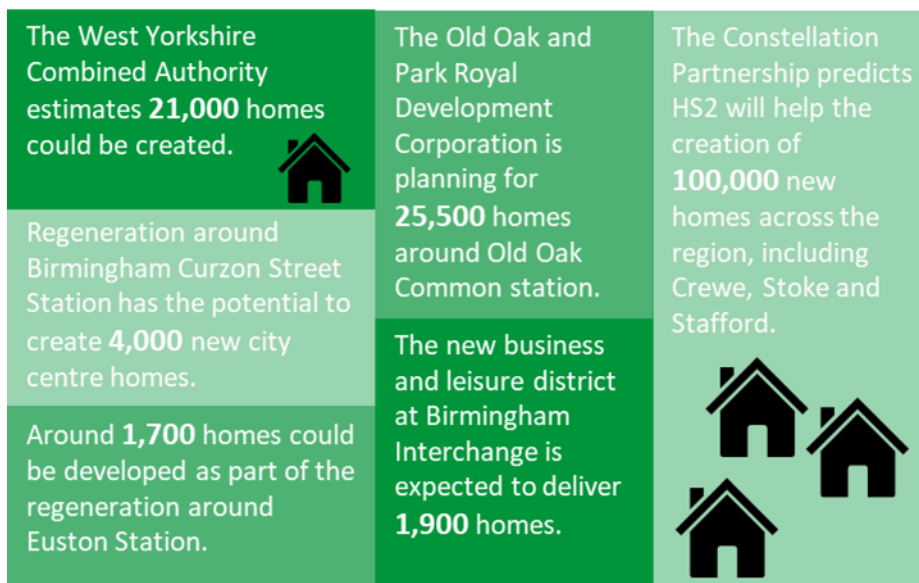 The West Yorkshire
Combined Authority
estimates 21,000 homes
could be created.
Regeneration around
Birmingham Curzon Street
Station has the potential to
create 4,000 new city
centre homes.
Around 1,700 homes could
be developed as part of the
regeneration around
Euston Station.
The Old Oak and
Park Royal
Development
Corporation is
planning for
25,500 homes
around Old Oak
Common station.
The new business
and leisure district
at Birmingham
Interchange is
expected to deliver
1,900 homes.
The Constellation
Partnership predicts
HS2 will help the
creation of
100,000 new
homes across the
region, including
Crewe, Stoke and
Stafford.